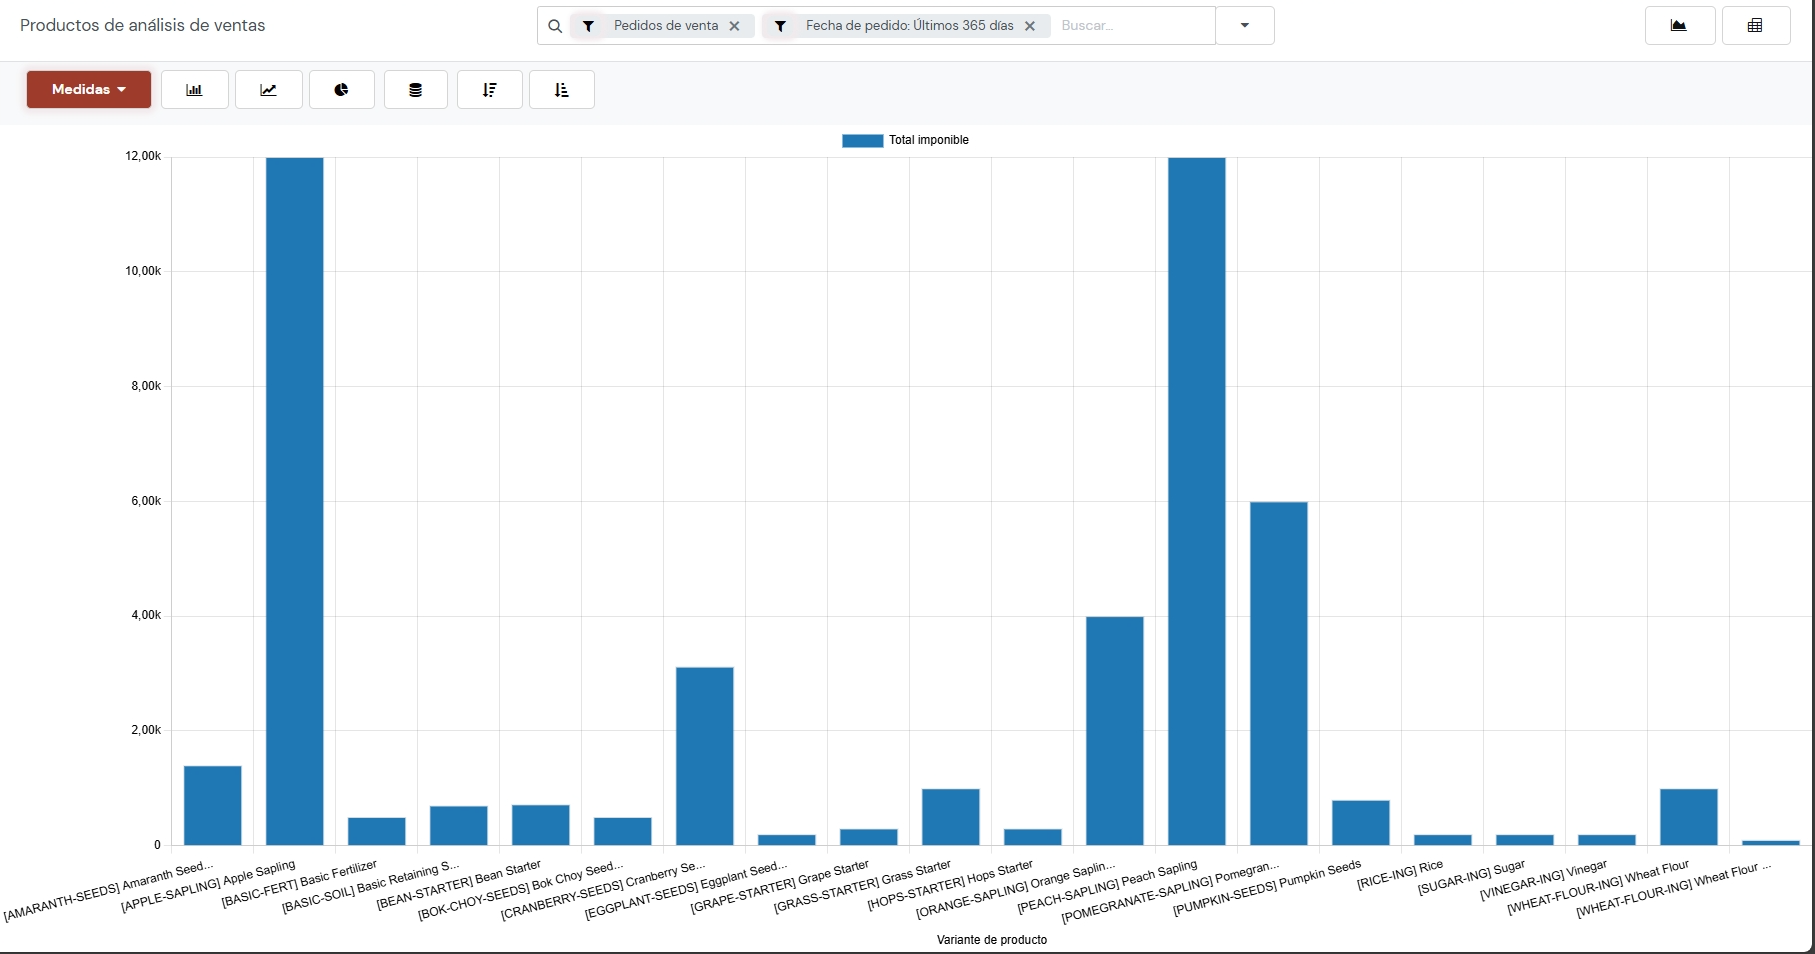 Productos de análisis de ventas
Pedidos de venta
Fecha de pedido: Últimos 365 días
Buscar...
Medidas
Total imponible
12,00k
10,00k
8,00k
6,00k
4,00k
2,00k
0
[AMARANTH-SEEDS] Amaranth Seed...
[APPLE-SAPLING] Apple Sapling
[BASIC-FERT] Basic Fertilizer
[BASIC-SOIL] Basic Retaining S...
[BEAN-STARTER] Bean Starter
[BOK-CHOY-SEEDS] Bok Choy Seed...
[CRANBERRY-SEEDS] Cranberry Se...
[EGGPLANT-SEEDS] Eggplant Seed...
[GRAPE-STARTER] Grape Starter
[GRASS-STARTER] Grass Starter
[HOPS-STARTER] Hops Starter
[ORANGE-SAPLING] Orange Saplin...
[PEACH-SAPLING] Peach Sapling
[POMEGRANATE-SAPLING] Pomegran...
[PUMPKIN-SEEDS] Pumpkin Seeds
[RICE-ING] Rice
[SUGAR-ING] Sugar
[VINEGAR-ING] Vinegar
[WHEAT-FLOUR-ING] Wheat Flour
[WHEAT-FLOUR-ING] Wheat Flour ...
Variante de producto